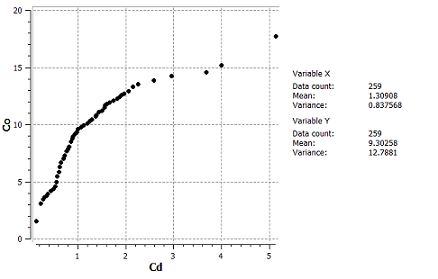 20
15
10
5
0
Co
1 2 3 4 5
Cd
Variable X
Data count: 259
Mean: 1.30908
Variance: 0.837568
Variable Y
Data count: 259
Mean: 9.30258
Variance: 12.7881